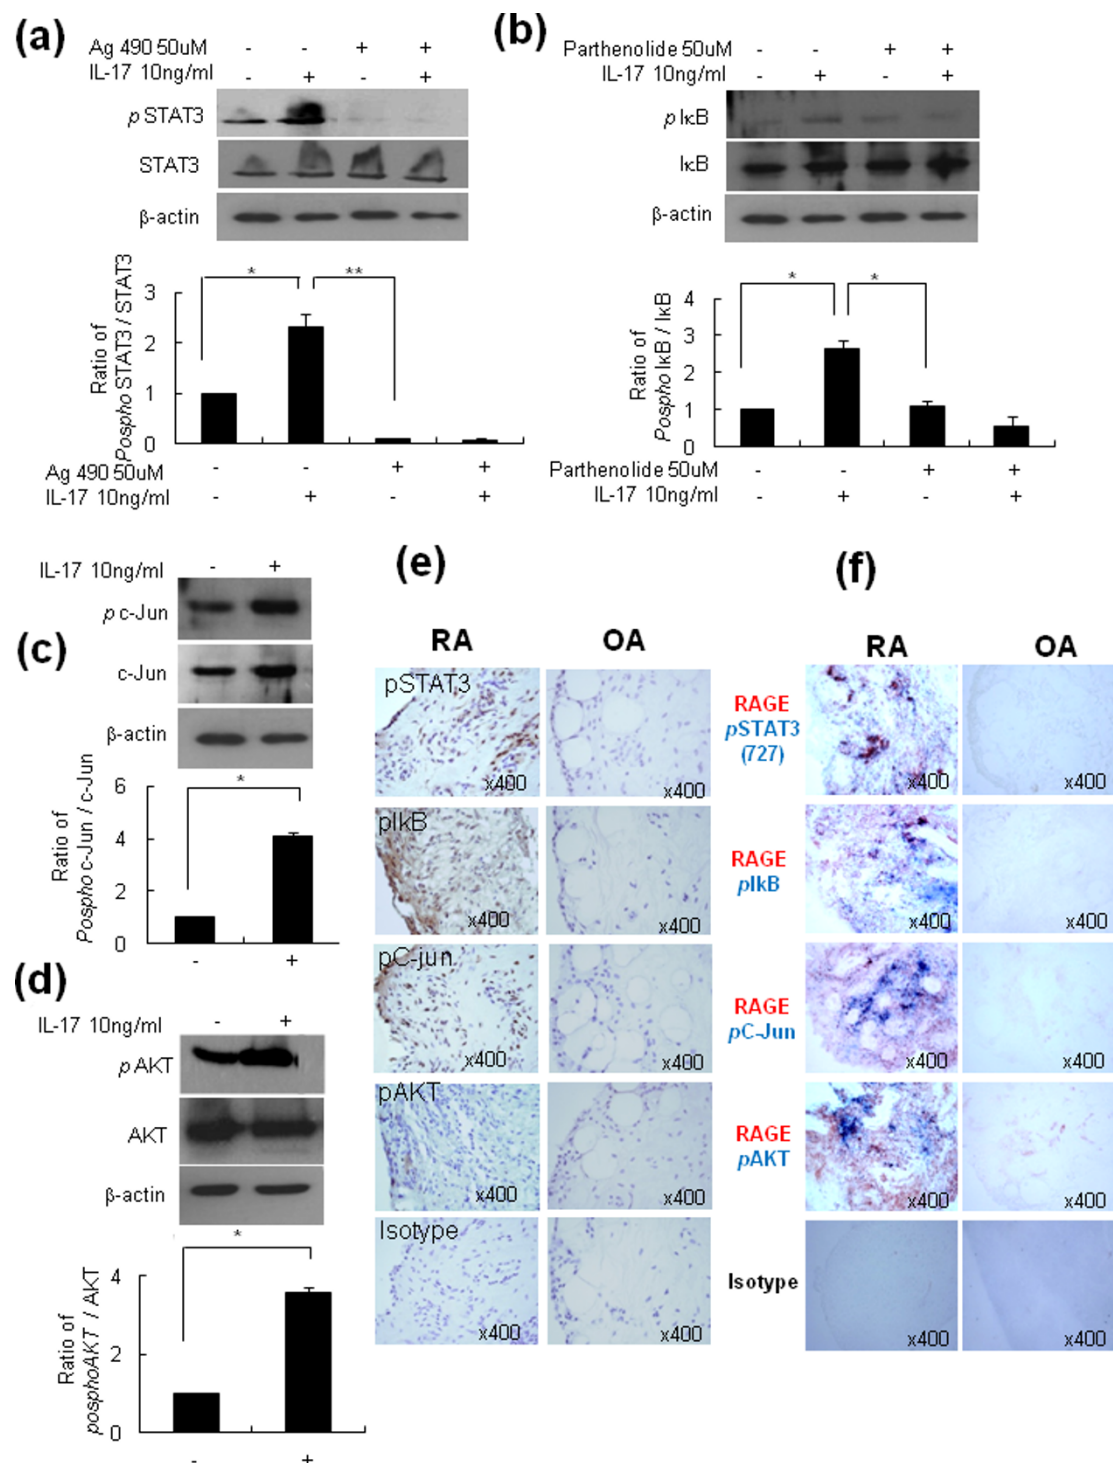 (a)
Ag 490 50uM - - + +
IL-17 10ng/ml - + - +
p STAT3
STAT3
β-actin
* **
Ratio of
Pospho STAT3 / STAT3
3
2
1
0
Ag 490 50uM - - + +
IL-17 10ng/ml - + - +
(b)
Parthenolide 50uM - - + +
IL-17 10ng/ml - + - +
p IκB
IκB
β-actin
* *
Ratio of
Pospho IκB / IκB
4
3
2
1
0
Parthenolide 50uM - - + +
IL-17 10ng/ml - + - +
(c)
IL-17 10ng/ml - +
p c-Jun
c-Jun
β-actin
*
Ratio of
Pospho c-Jun / c-Jun
6
4
2
0
- +
(d)
IL-17 10ng/ml - +
p AKT
AKT
β-actin
*
Ratio of
posphoAKT / AKT
4
2
0
- +
(e)
RA OA
pSTAT3
x400 x400
pIkB
x400 x400
pC-jun
x400 x400
pAKT
x400 x400
Isotype
x400 x400
(f)
RA OA
RAGE
pSTAT3
(727)
x400 x400
RAGE
pIkB
x400 x400
RAGE
pC-Jun
x400 x400
RAGE
pAKT
x400 x400
Isotype
x400 x400